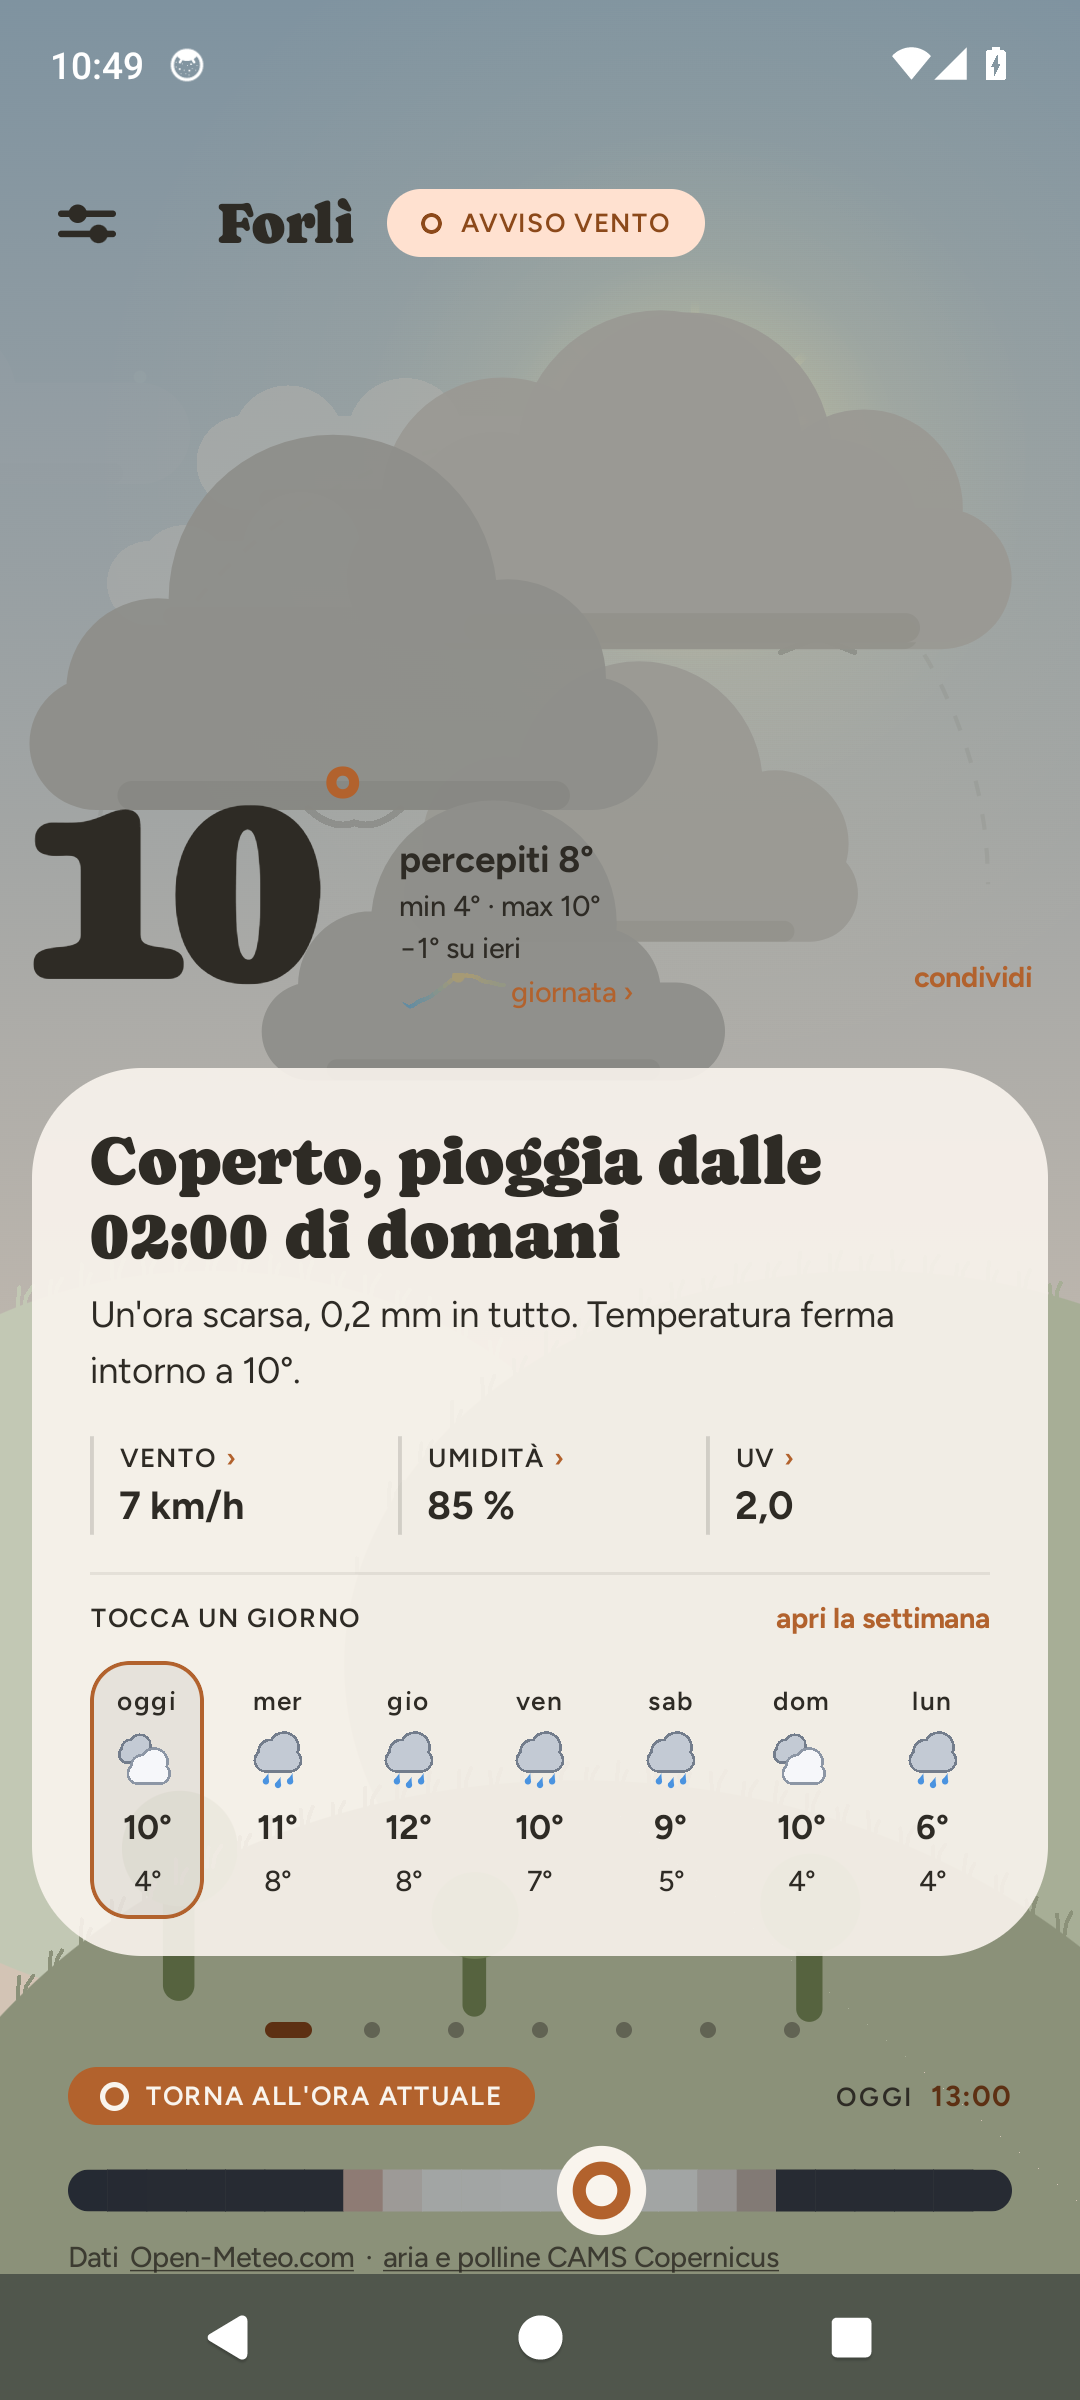 10:49
Forlì
AVVISO VENTO
10°
percepiti 8°
min 4° · max 10°
−1° su ieri
giornata ›
condividi
Coperto, pioggia dalle
02:00 di domani
Un'ora scarsa, 0,2 mm in tutto. Temperatura ferma
intorno a 10°.
VENTO › UMIDITÀ › UV ›
7 km/h 85 % 2,0
TOCCA UN GIORNO apri la settimana
oggi mer gio ven sab dom lun
10° 11° 12° 10° 9° 10° 6°
4° 8° 8° 7° 5° 4° 4°
TORNA ALL'ORA ATTUALE OGGI 13:00
Dati Open-Meteo.com · aria e polline CAMS Copernicus